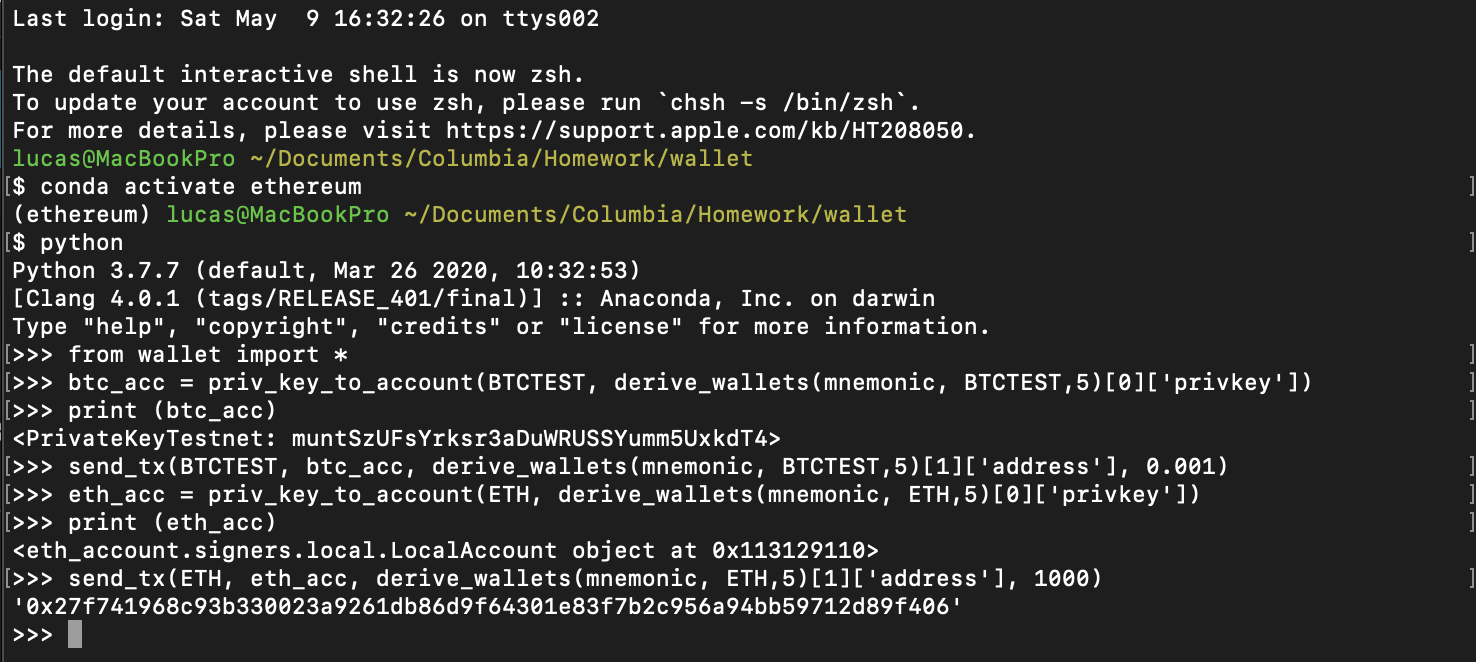 Last login: Sat May  9 16:32:26 on ttys002
The default interactive shell is now zsh.
To update your account to use zsh, please run `chsh -s /bin/zsh`.
For more details, please visit https://support.apple.com/kb/HT208050.
lucas@MacBookPro ~/Documents/Columbia/Homework/wallet
[$ conda activate ethereum ]
(ethereum) lucas@MacBookPro ~/Documents/Columbia/Homework/wallet
[$ python ]
Python 3.7.7 (default, Mar 26 2020, 10:32:53)
[Clang 4.0.1 (tags/RELEASE_401/final)] :: Anaconda, Inc. on darwin
Type "help", "copyright", "credits" or "license" for more information.
[>>> from wallet import * ]
[>>> btc_acc = priv_key_to_account(BTCTEST, derive_wallets(mnemonic, BTCTEST,5)[0]['privkey']) ]
[>>> print (btc_acc) ]
<PrivateKeyTestnet: muntSzUFsYrksr3aDuWRUSSYumm5UxkdT4>
[>>> send_tx(BTCTEST, btc_acc, derive_wallets(mnemonic, BTCTEST,5)[1]['address'], 0.001) ]
[>>> eth_acc = priv_key_to_account(ETH, derive_wallets(mnemonic, ETH,5)[0]['privkey']) ]
[>>> print (eth_acc) ]
<eth_account.signers.local.LocalAccount object at 0x113129110>
[>>> send_tx(ETH, eth_acc, derive_wallets(mnemonic, ETH,5)[1]['address'], 1000) ]
'0x27f741968c93b330023a9261db86d9f64301e83f7b2c956a94bb59712d89f406'
>>>